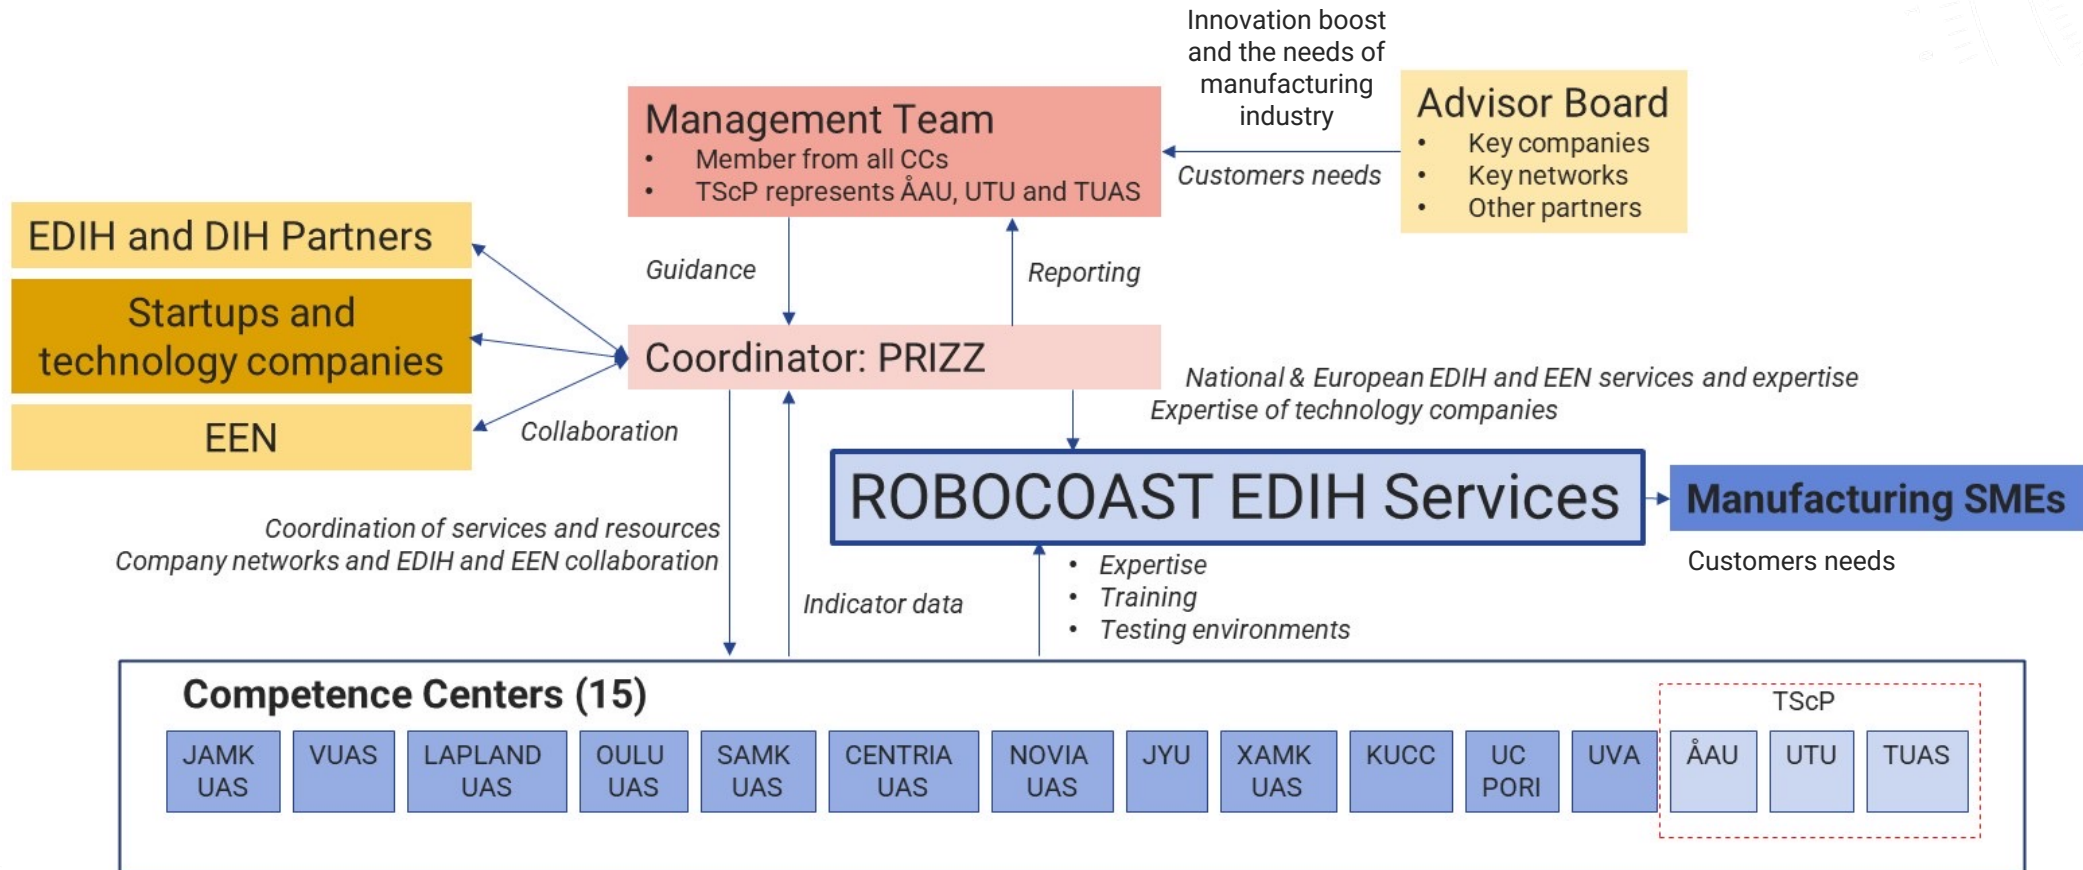 Innovation boost
and the needs of
manufacturing
industry
Management Team
• Member from all CCs
• TScP represents ÅAU, UTU and TUAS
Customers needs
Advisor Board
• Key companies
• Key networks
• Other partners
EDIH and DIH Partners
Startups and
technology companies
EEN
Collaboration
Guidance
Reporting
Coordinator: PRIZZ
National & European EDIH and EEN services and expertise
Expertise of technology companies
ROBOCOAST EDIH Services
Manufacturing SMEs
Customers needs
Coordination of services and resources
Company networks and EDIH and EEN collaboration
Indicator data
• Expertise
• Training
• Testing environments
Competence Centers (15)
TScP
JAMK
UAS
VUAS
LAPLAND
UAS
OULU
UAS
SAMK
UAS
CENTRIA
UAS
NOVIA
UAS
JYU
XAMK
UAS
KUCC
UC
PORI
UVA
ÅAU
UTU
TUAS